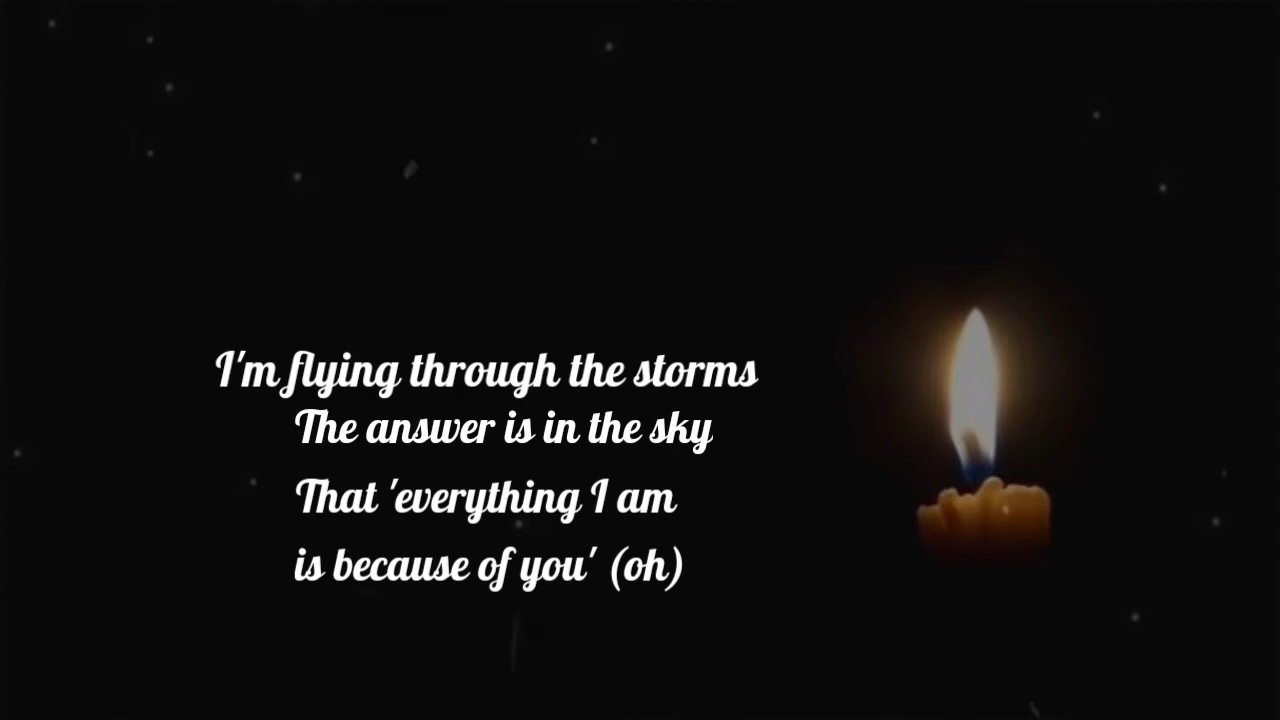 I'm flying through the storms
The answer is in the sky
That 'everything I am
is because of you' (oh)